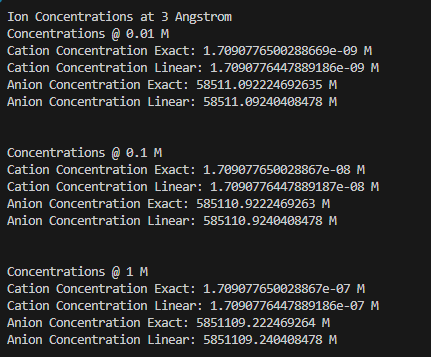 Ion Concentrations at 3 Angstrom
Concentrations @ 0.01 M
Cation Concentration Exact: 1.7090776500288669e-09 M
Cation Concentration Linear: 1.7090776447889186e-09 M
Anion Concentration Exact: 58511.092224692635 M
Anion Concentration Linear: 58511.09240408478 M
Concentrations @ 0.1 M
Cation Concentration Exact: 1.709077650028867e-08 M
Cation Concentration Linear: 1.7090776447889187e-08 M
Anion Concentration Exact: 585110.9222469263 M
Anion Concentration Linear: 585110.9240408478 M
Concentrations @ 1 M
Cation Concentration Exact: 1.709077650028867e-07 M
Cation Concentration Linear: 1.7090776447889186e-07 M
Anion Concentration Exact: 5851109.222469264 M
Anion Concentration Linear: 5851109.240408478 M